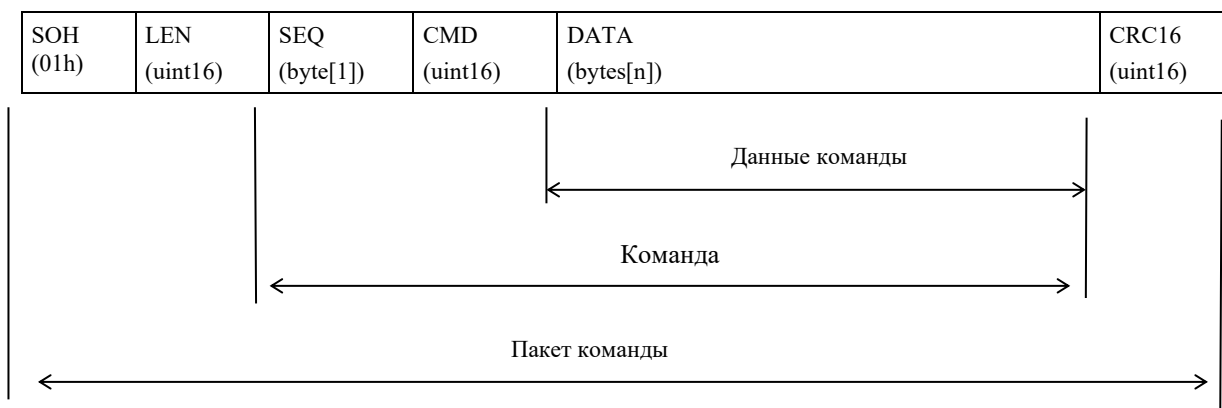 SOH LEN SEQ CMD DATA CRC16
(01h) (uint16) (byte[1]) (uint16) (bytes[n]) (uint16)
Данные команды
Команда
Пакет команды